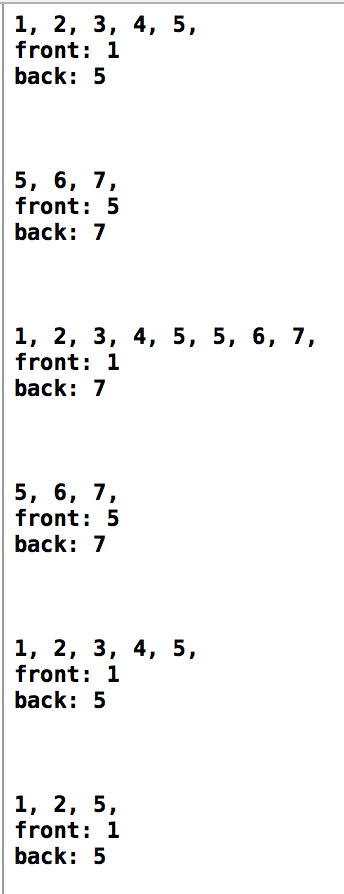 1, 2, 3, 4, 5,
front: 1
back: 5
5, 6, 7,
front: 5
back: 7
1, 2, 3, 4, 5, 5, 6, 7,
front: 1
back: 7
5, 6, 7,
front: 5
back: 7
1, 2, 3, 4, 5,
front: 1
back: 5
1, 2, 5,
front: 1
back: 5